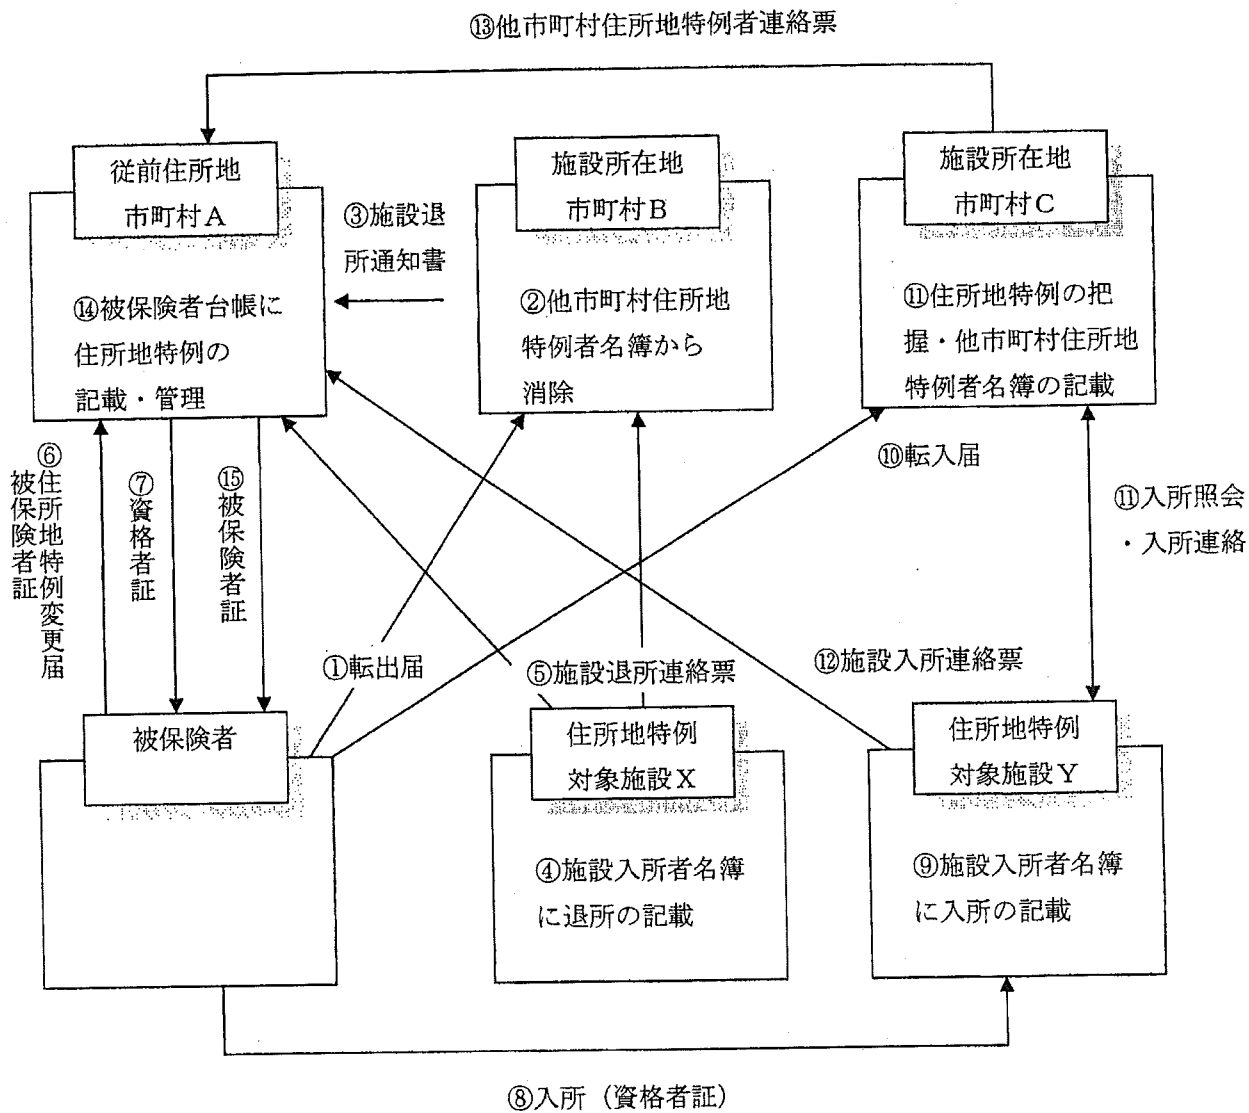 ⑬他市町村住所地特例者連絡票
従前住所地
市町村A
施設所在地
市町村B
施設所在地
市町村C
③施設退
所通知書
⑭被保険者台帳に
住所地特例の
記載・管理
②他市町村住所地
特例者名簿から
消除
⑪住所地特例の把
握・他市町村住所地
特例者名簿の記載
⑥住所地特例変更届
被保険者証
⑦資格者証
⑮被保険者証
⑩転入届
⑪入所照会
・入所連絡
①転出届
⑤施設退所連絡票
⑫施設入所連絡票
被保険者
住所地特例
対象施設X
住所地特例
対象施設Y
④施設入所者名簿
に退所の記載
⑨施設入所者名簿
に入所の記載
⑧入所（資格者証）